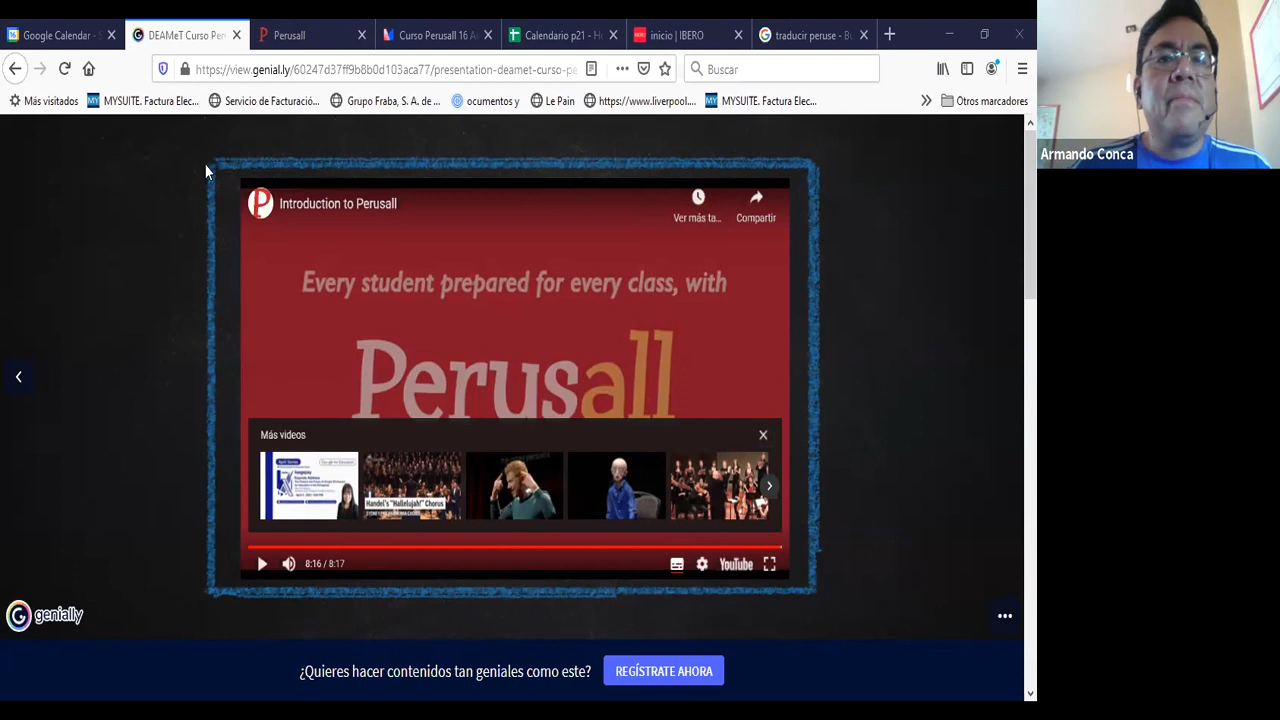 Google Calendar - S
DEAMeT Curso Per
Perusall
Curso Perusall 16 A
Calendario p21 - Ho
inicio | IBERO
traducir peruse - Bu
https://view.genial.ly/60247d37ff9b8b0d103aca77/presentation-deamet-curso-pe
Buscar
Más visitados
MYSUITE. Factura Elec...
Servicio de Facturació...
Grupo Fraba, S. A. de ...
ocumentos y
Le Pain
https://www.liverpool....
MYSUITE. Factura Elec...
Otros marcadores
Armando Conca
Introduction to Perusall
Ver más ta...
Compartir
Every student prepared for every class, with
Perusall
Más videos
Handel's "Hallelujah!" Chorus
8:16 / 8:17
YouTube
genially
¿Quieres hacer contenidos tan geniales como este?
REGÍSTRATE AHORA